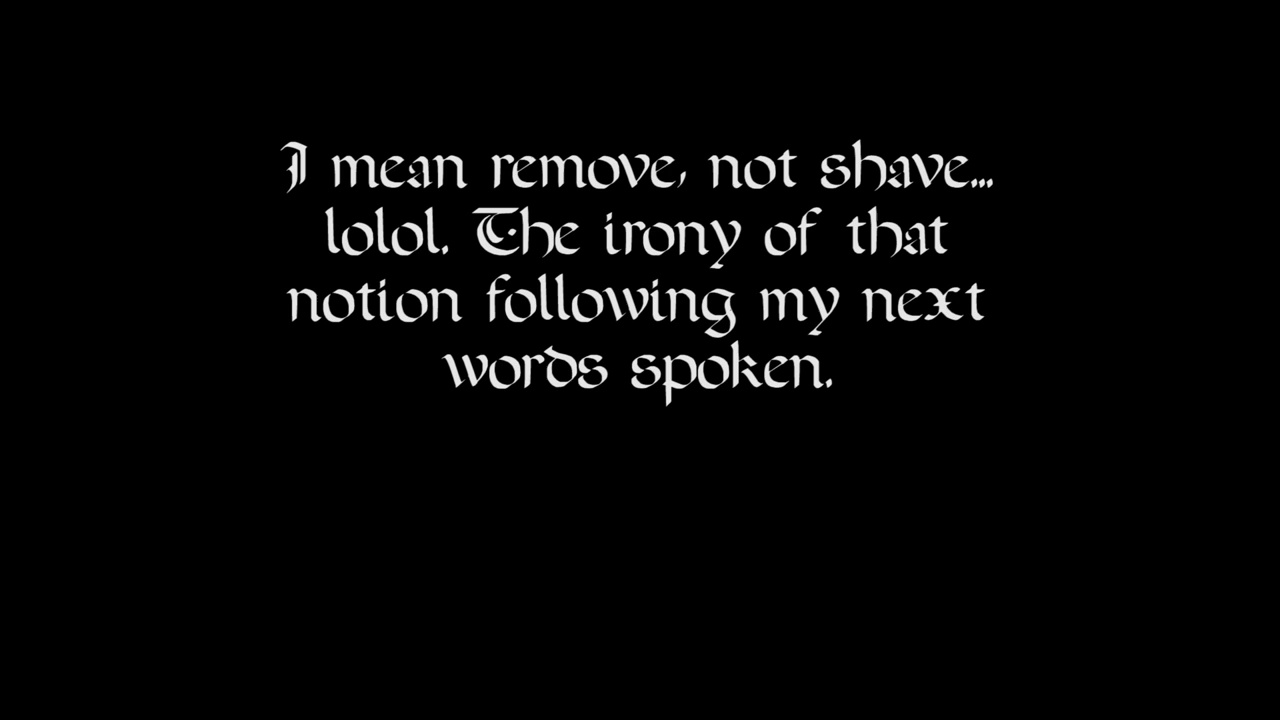 I mean remove, not shave...
lolol. The irony of that
notion following my next
words spoken.